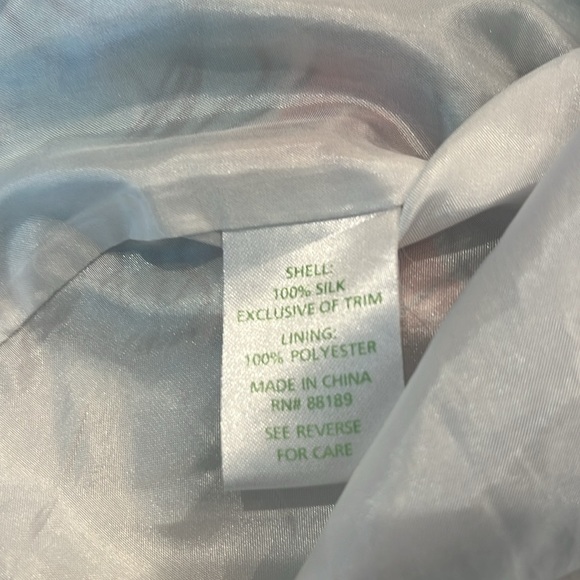 SHELL:
100% SILK
EXCLUSIVE OF TRIM
LINING:
100% POLYESTER
MADE IN CHINA
RN# 88189
SEE REVERSE
FOR CARE